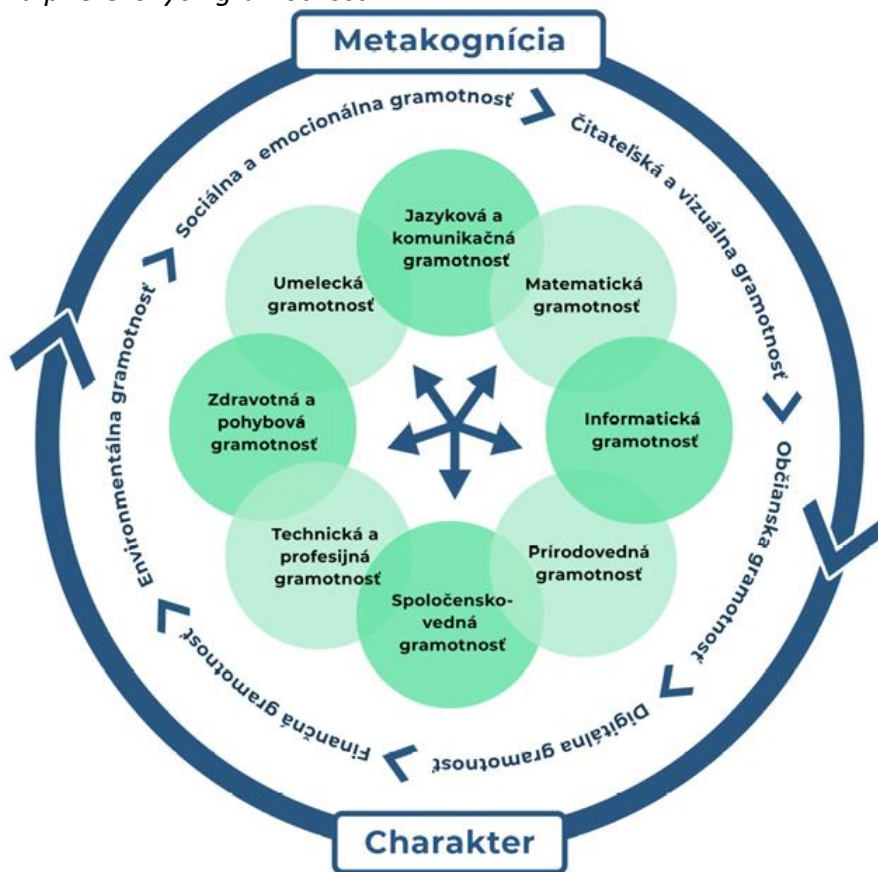 Metakognícia
Sociálna a emocionálna gramotnosť
Čitateľská a vizuálna gramotnosť
Občianska gramotnosť
Digitálna gramotnosť
Finančná gramotnosť
Environmentálna gramotnosť
Jazyková a
komunikačná
gramotnosť
Matematická
gramotnosť
Informatická
gramotnosť
Prírodovedná
gramotnosť
Spoločensko-
vedná
gramotnosť
Technická a
profesijná
gramotnosť
Zdravotná a
pohybová
gramotnosť
Umelecká
gramotnosť
Charakter